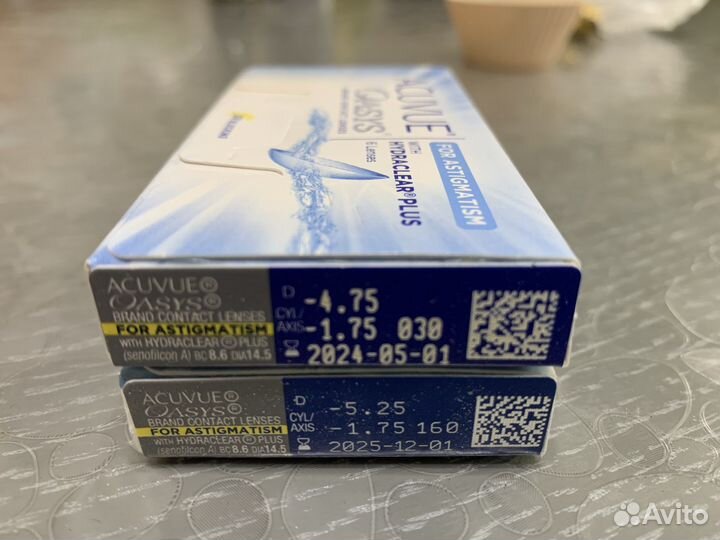 ACUVUE®
OASYS®
WITH
HYDRACLEAR® PLUS
6 LENSES
FOR ASTIGMATISM
ACUVUE®
OASYS®
BRAND CONTACT LENSES
FOR ASTIGMATISM
WITH HYDRACLEAR® PLUS
(senofilcon A) BC 8.6 DIA 14.5
D -4.75
CYL/
AXIS -1.75 030
2024-05-01
ACUVUE®
OASYS®
BRAND CONTACT LENSES
FOR ASTIGMATISM
WITH HYDRACLEAR® PLUS
(senofilcon A) BC 8.6 DIA 14.5
D -5.25
CYL/
AXIS -1.75 160
2025-12-01
Avito